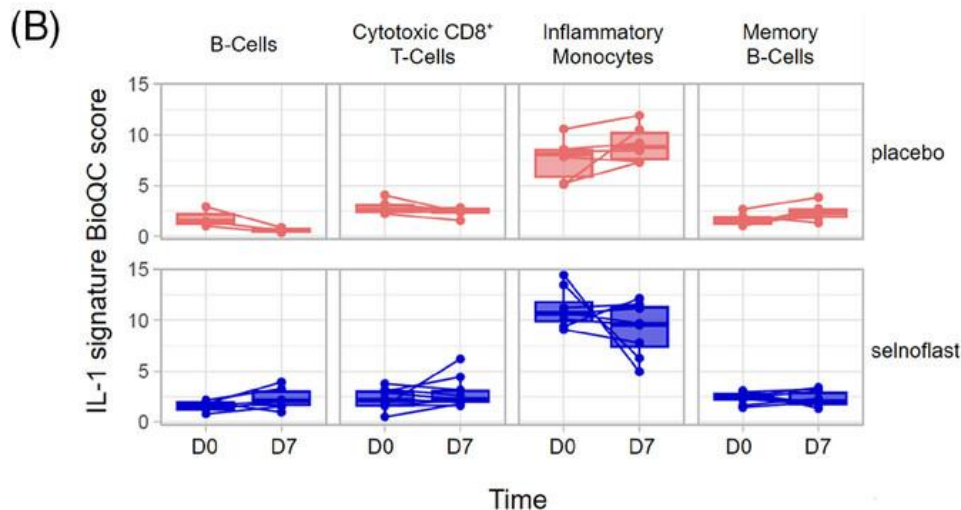 (B)
B-Cells
Cytotoxic CD8⁺
T-Cells
Inflammatory
Monocytes
Memory
B-Cells
IL-1 signature BioQC score
15
10
5
0
placebo
15
10
5
0
selnoflast
D0 D7 D0 D7 D0 D7 D0 D7
Time